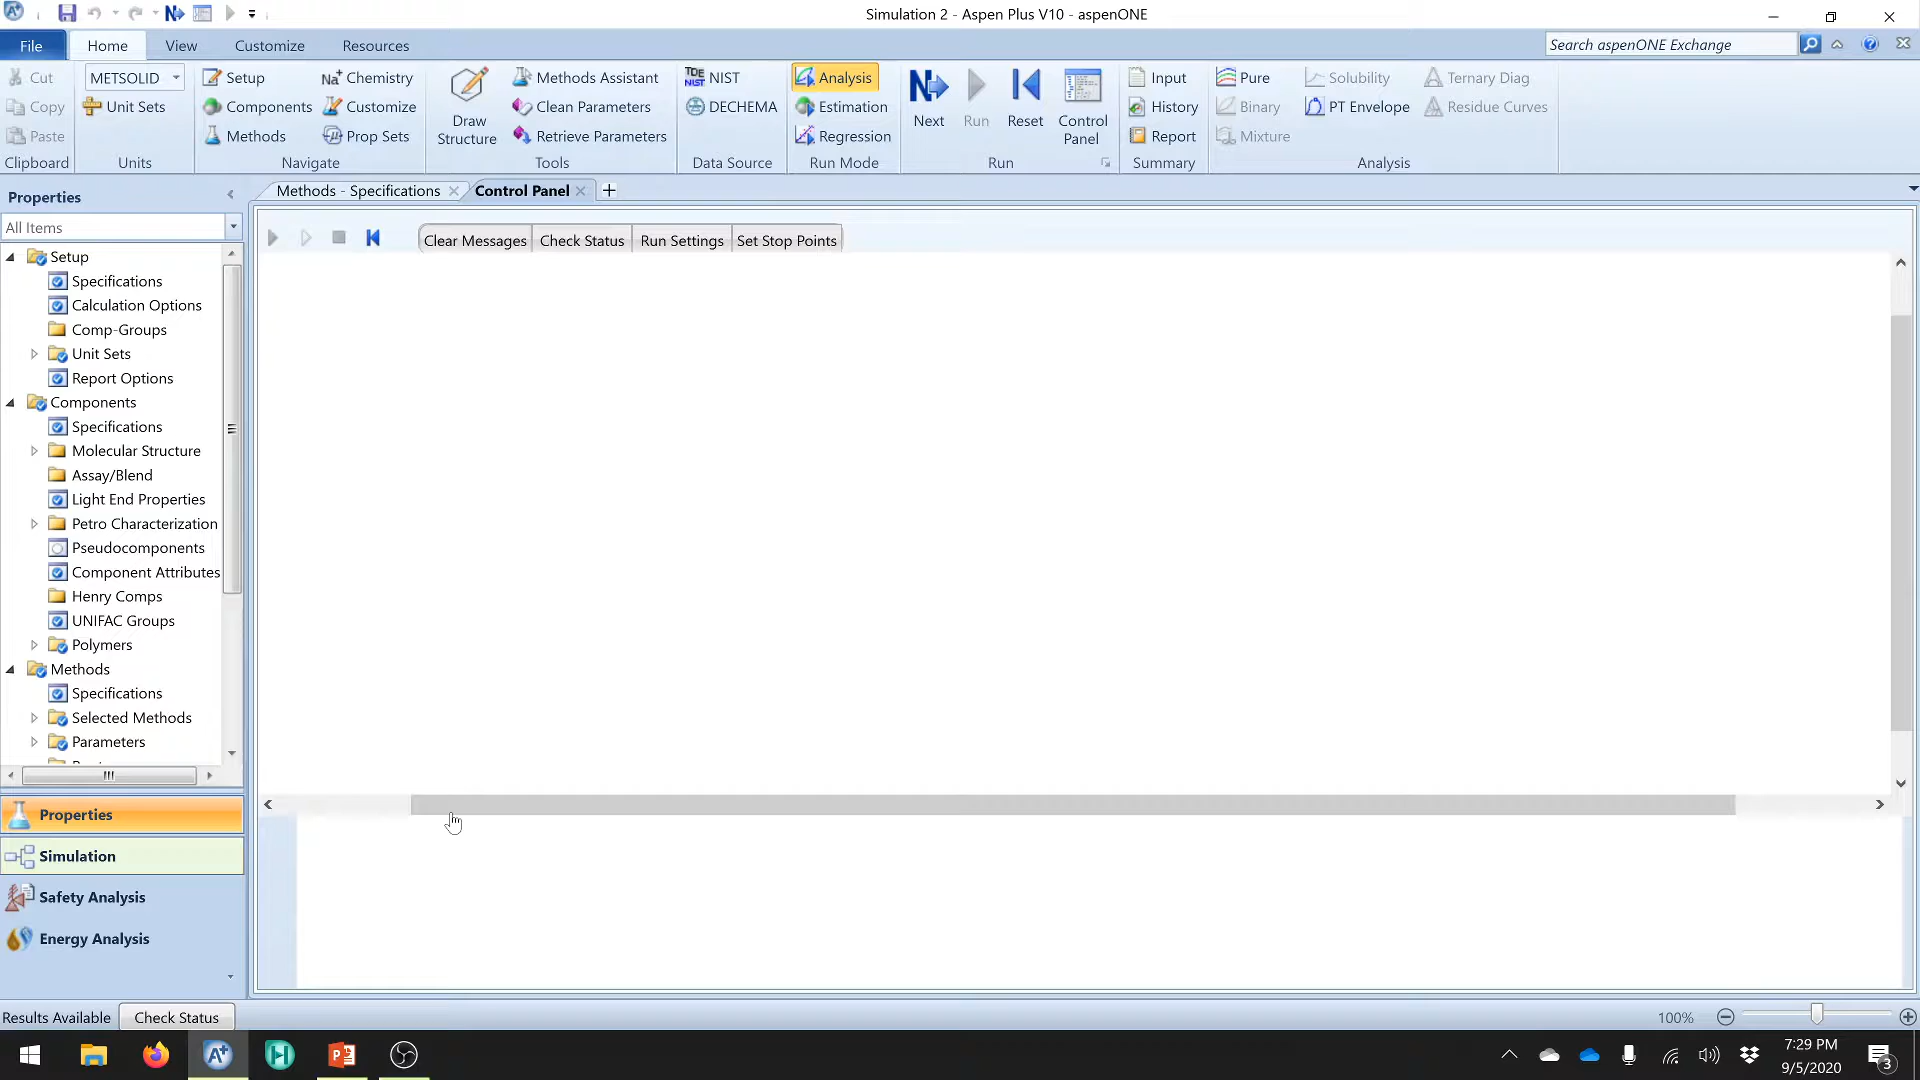 Simulation 2 - Aspen Plus V10 - aspenONE
File Home View Customize Resources Search aspenONE Exchange
Cut METSOLID Setup Na+ Chemistry Methods Assistant TDE NIST NIST Analysis Input Pure Solubility Ternary Diag
Copy Unit Sets Components Customize Clean Parameters DECHEMA Estimation History Binary PT Envelope Residue Curves
Paste Methods Prop Sets Retrieve Parameters Regression Report Mixture
Draw Structure Next Run Reset Control Panel
Clipboard Units Navigate Tools Data Source Run Mode Run Summary Analysis
Properties Methods - Specifications Control Panel
All Items
Clear Messages Check Status Run Settings Set Stop Points
Setup
Specifications
Calculation Options
Comp-Groups
Unit Sets
Report Options
Components
Specifications
Molecular Structure
Assay/Blend
Light End Properties
Petro Characterization
Pseudocomponents
Component Attributes
Henry Comps
UNIFAC Groups
Polymers
Methods
Specifications
Selected Methods
Parameters
Properties
Simulation
Safety Analysis
Energy Analysis
Results Available Check Status 100%
7:29 PM
9/5/2020
3